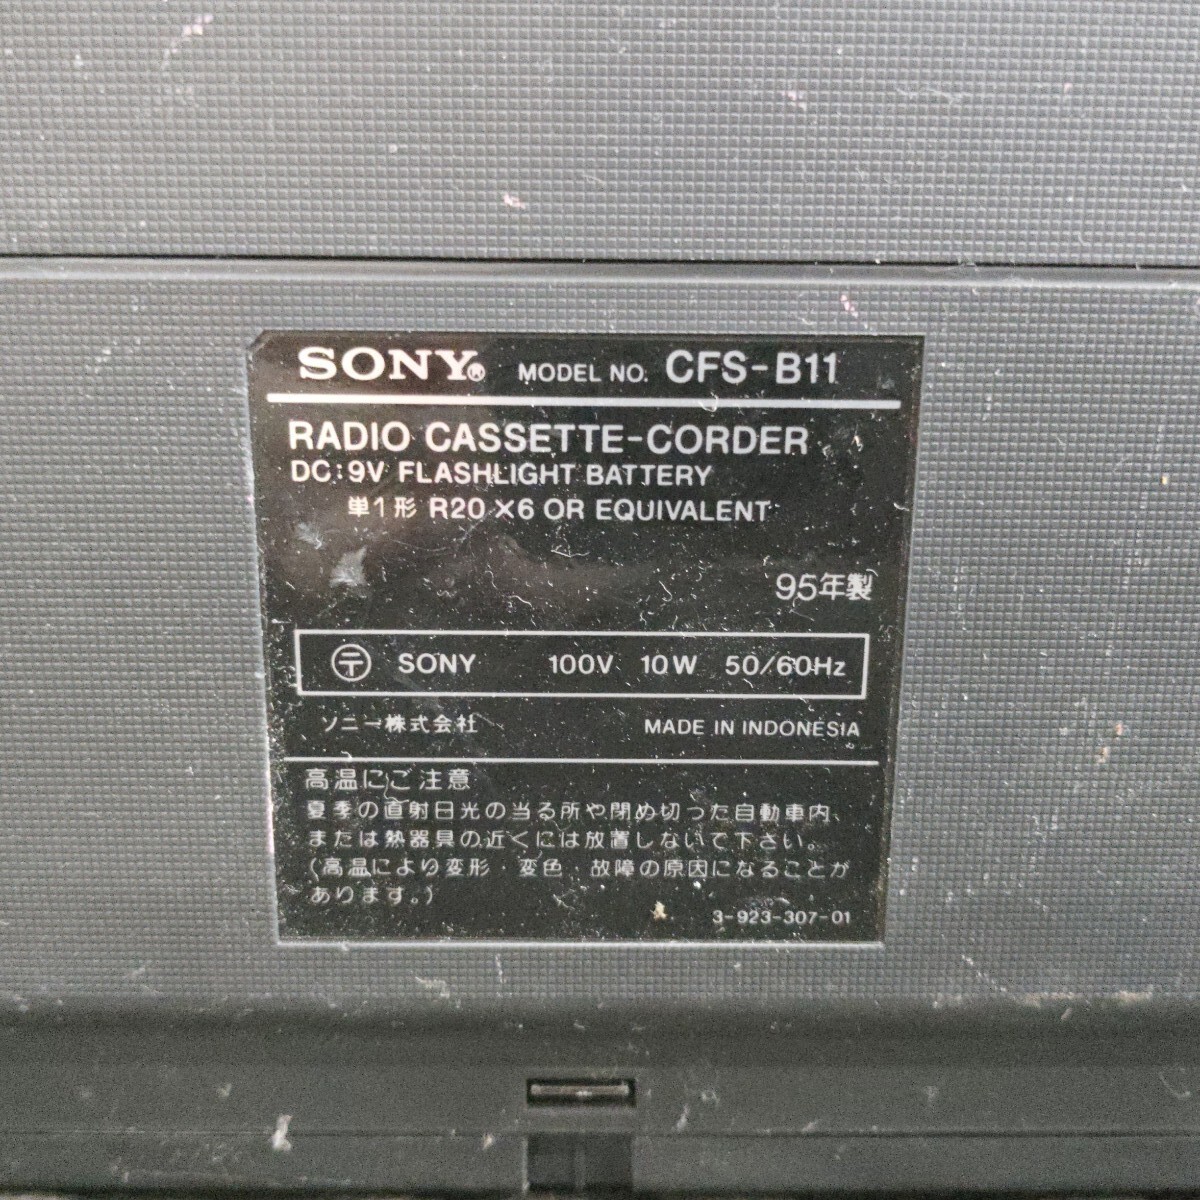 SONY® MODEL NO. CFS-B11
RADIO CASSETTE-CORDER
DC:9V FLASHLIGHT BATTERY
単1形 R20×6 OR EQUIVALENT
95年製
〶 SONY 100V 10W 50/60Hz
ソニー株式会社 MADE IN INDONESIA
高温にご注意
夏季の直射日光の当る所や閉め切った自動車内、
または熱器具の近くには放置しないで下さい。
(高温により変形・変色・故障の原因になることが
あります。)
3-923-307-01